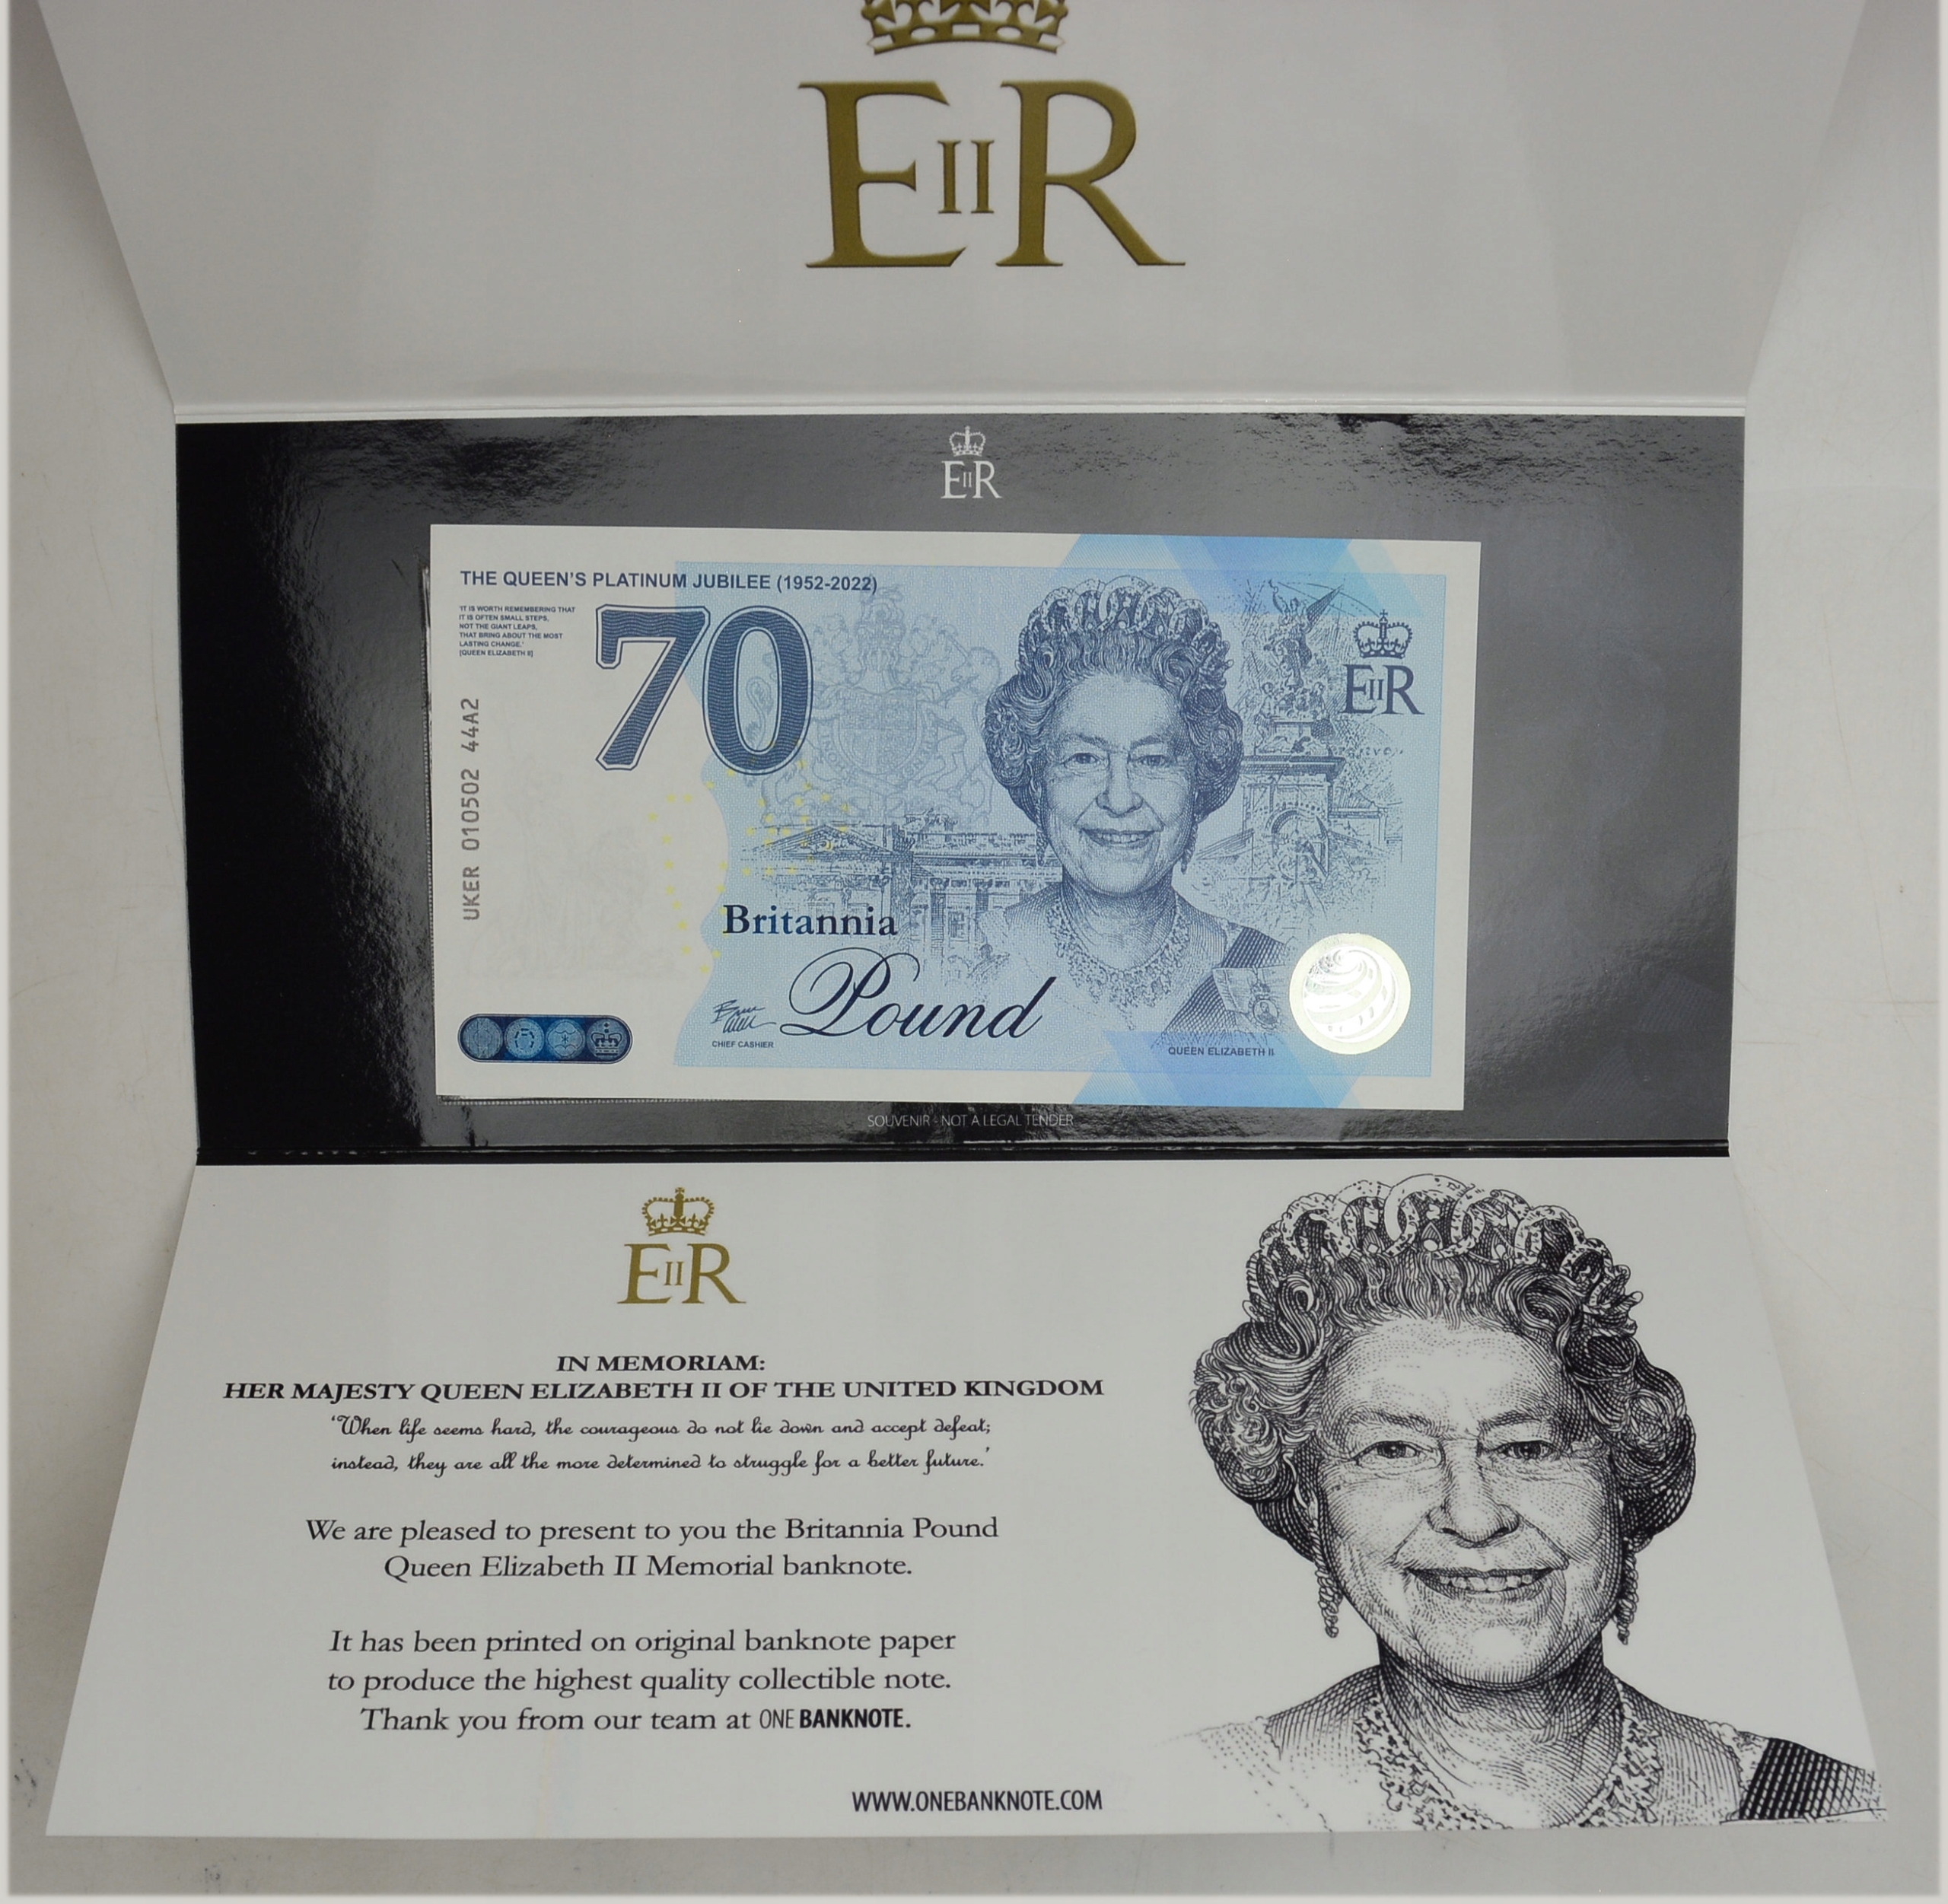 EIIR
EIIR
THE QUEEN'S PLATINUM JUBILEE (1952-2022)
'IT IS WORTH REMEMBERING THAT
IT IS OFTEN SMALL STEPS,
NOT THE GIANT LEAPS,
THAT BRING ABOUT THE MOST
LASTING CHANGE.'
[QUEEN ELIZABETH II]
70
EIIR
UKER 010502 44A2
Britannia
Pound
CHIEF CASHIER
QUEEN ELIZABETH II
SOUVENIR - NOT A LEGAL TENDER
EIIR
IN MEMORIAM:
HER MAJESTY QUEEN ELIZABETH II OF THE UNITED KINGDOM
'When life seems hard, the courageous do not lie down and accept defeat;
instead, they are all the more determined to struggle for a better future.'
We are pleased to present to you the Britannia Pound
Queen Elizabeth II Memorial banknote.
It has been printed on original banknote paper
to produce the highest quality collectible note.
Thank you from our team at ONE BANKNOTE.
WWW.ONEBANKNOTE.COM